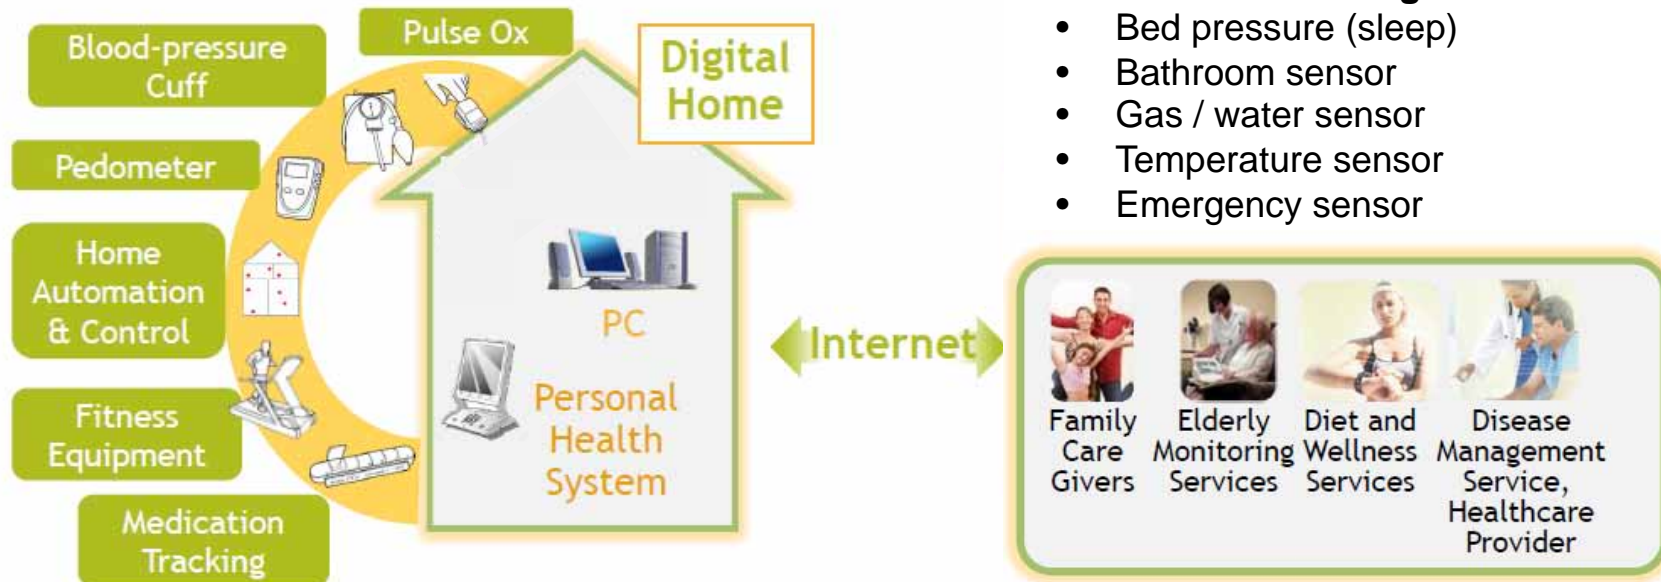 Pulse Ox
Blood-pressure
Cuff
Pedometer
Home
Automation
& Control
Fitness
Equipment
Medication
Tracking
Digital
Home
PC
Personal
Health
System
Internet
• Bed pressure (sleep)
• Bathroom sensor
• Gas / water sensor
• Temperature sensor
• Emergency sensor
Family
Care
Givers
Elderly
Monitoring
Services
Diet and
Wellness
Services
Disease
Management
Service,
Healthcare
Provider